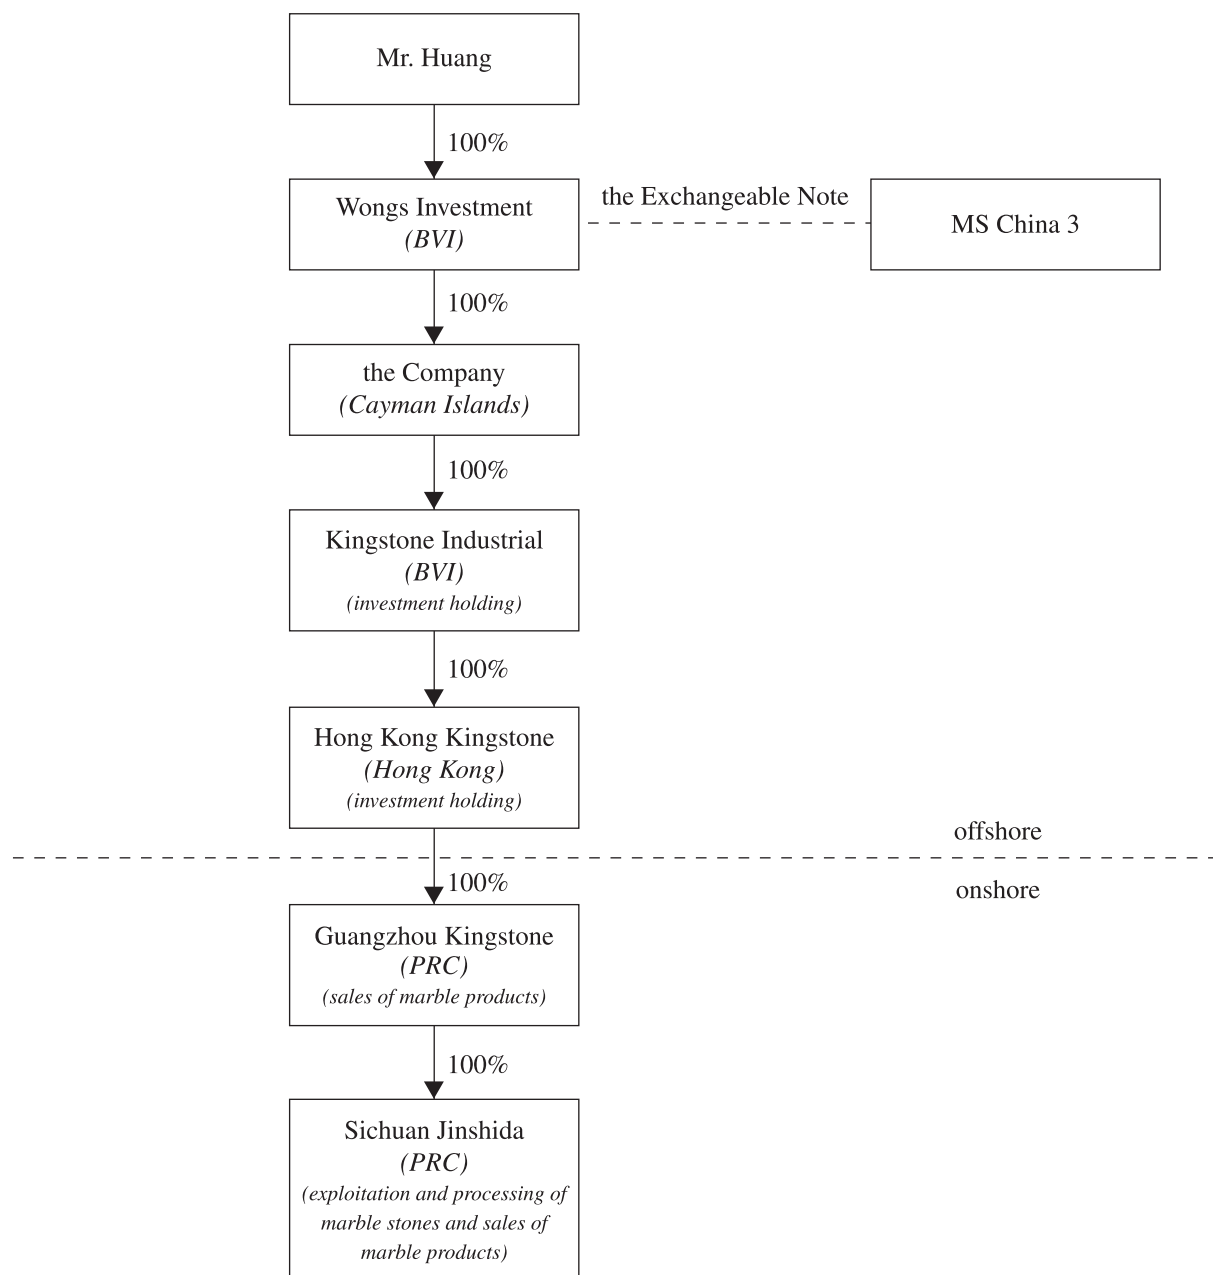 Mr. Huang
100%
Wongs Investment
(BVI)
the Exchangeable Note
MS China 3
100%
the Company
(Cayman Islands)
100%
Kingstone Industrial
(BVI)
(investment holding)
100%
Hong Kong Kingstone
(Hong Kong)
(investment holding)
offshore
100%
onshore
Guangzhou Kingstone
(PRC)
(sales of marble products)
100%
Sichuan Jinshida
(PRC)
(exploitation and processing of
marble stones and sales of
marble products)